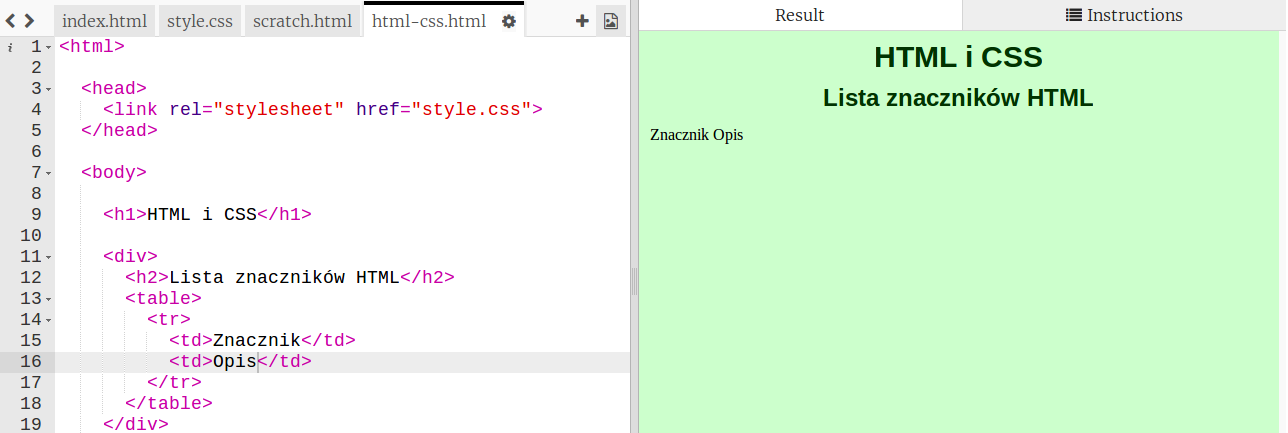 index.html style.css scratch.html html-css.html
Result Instructions
i 1 <html>
2
3 <head>
4 <link rel="stylesheet" href="style.css">
5 </head>
6
7 <body>
8
9 <h1>HTML i CSS</h1>
10
11 <div>
12 <h2>Lista znaczników HTML</h2>
13 <table>
14 <tr>
15 <td>Znacznik</td>
16 <td>Opis</td>
17 </tr>
18 </table>
19 </div>
HTML i CSS
Lista znaczników HTML
Znacznik Opis